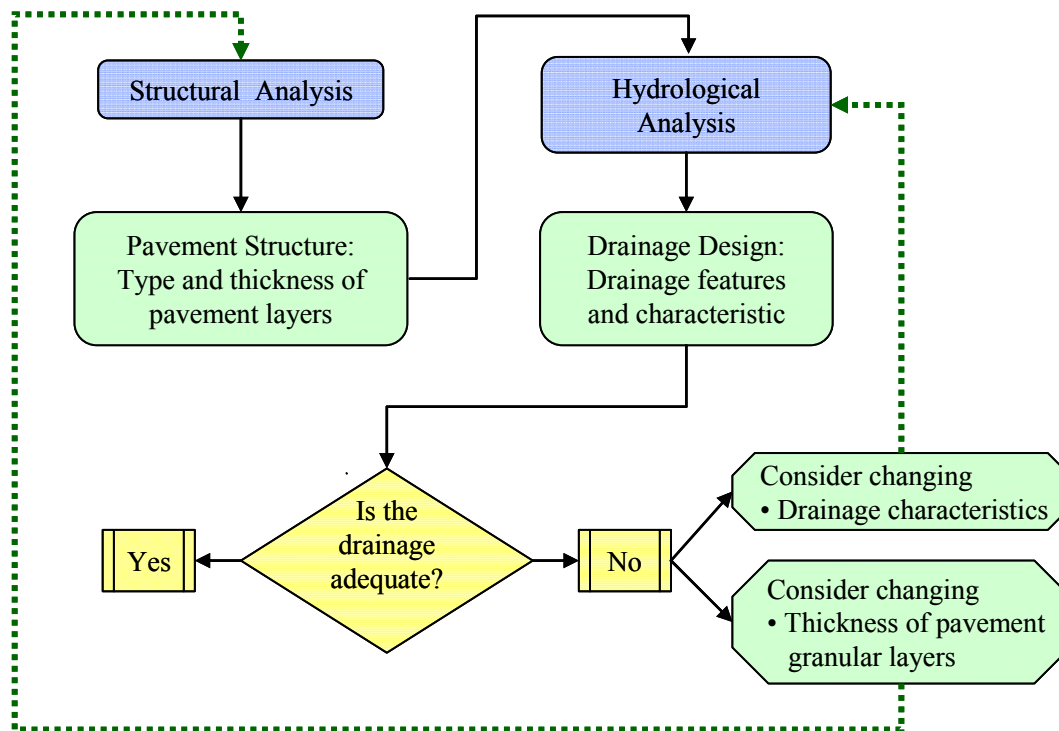 Structural Analysis
Hydrological
Analysis
Pavement Structure:
Type and thickness of
pavement layers
Drainage Design:
Drainage features
and characteristic
Is the
drainage
adequate?
Yes
No
Consider changing
• Drainage characteristics
Consider changing
• Thickness of pavement
granular layers